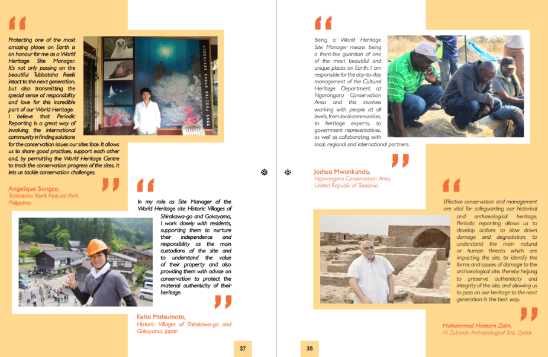 Protecting one of the most
amazing places on Earth is
an honour for me as a World
Heritage Site Manager.
It's not only passing on the
beautiful Tubbataha Reefs
intact to the next generation,
but also transmitting the
special sense of responsibility
and love for this incredible
part of our World Heritage.
I believe that Periodic
Reporting is a great way of
involving the international
community in finding solutions
for the conservation issues our sites face. It allows
us to share good practices, support each other
and, by permitting the World Heritage Centre
to track the conservation progress of the sites, it
lets us tackle conservation challenges.
Angelique Songco,
Tubbataha Reefs Natural Park,
Philippines
In my role as Site Manager of the
World Heritage site Historic Villages of
Shirakawa-go and Gokayama,
I work closely with residents,
supporting them to nurture
their independence and
responsibility as the main
custodians of the site and
to understand the value
of their property and also
providing them with advice on
conservation to protect the
material authenticity of their
heritage.
Keita Matsumoto,
Historic Villages of Shirakawa-go and
Gokayama, Japan
37
Being a World Heritage
Site Manager means being
a front-line guardian of one
of the most beautiful and
unique places on Earth. I am
responsible for the day-to-day
management of the Cultural
Heritage Department at
Ngorongoro Conservation
Area and this involves
working with people at all
levels, from local communities,
to heritage experts, to
government representatives,
as well as collaborating with
local, regional and international partners.
Joshua Mwankunda,
Ngorongoro Conservation Area,
United Republic of Tanzania
Effective conservation and management
are vital for safeguarding our historical
and archaeological heritage.
Periodic reporting allows us to
develop actions to slow down
damage and degradation, to
understand the main natural
or human threats which are
impacting the site, to identify the
forms and causes of damage to the
archaeological site, thereby helping
to preserve authenticity and
integrity of the site, and allowing us
to pass on our heritage to the next
generation in the best way.
Mohammed Hamam Zain,
Al Zubarah Archaeological Site, Qatar
38